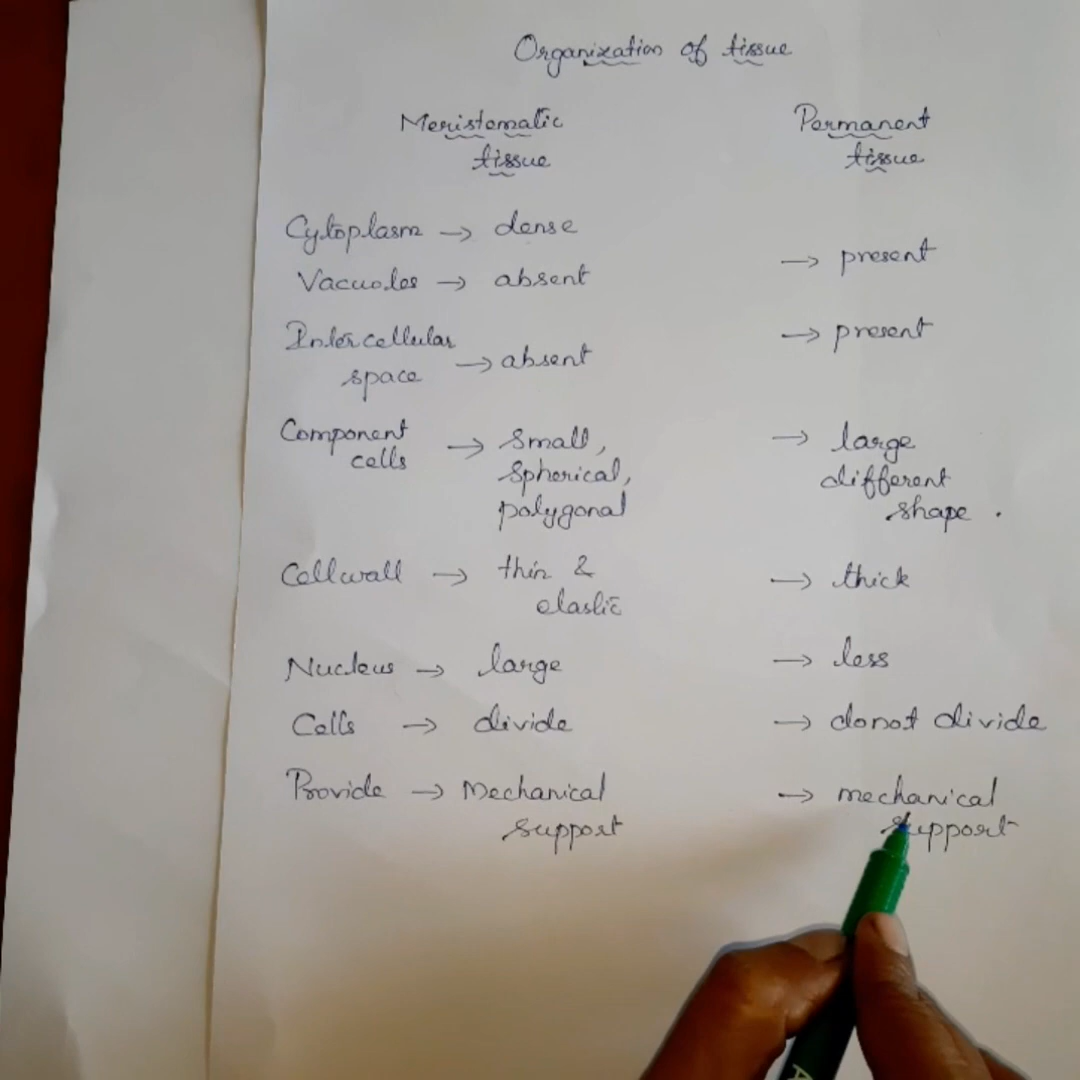 Organization of tissue
Meristematic Permanent
tissue tissue
Cytoplasm → dense
→ present
Vacuoles → absent
Intercellular → present
→ absent
space
Component → small, → large
cells spherical, different
polygonal shape .
Cellwall → thin & → thick
elastic
Nucleus → large → less
Cells → divide → donot divide
Provide → Mechanical → mechanical
support support